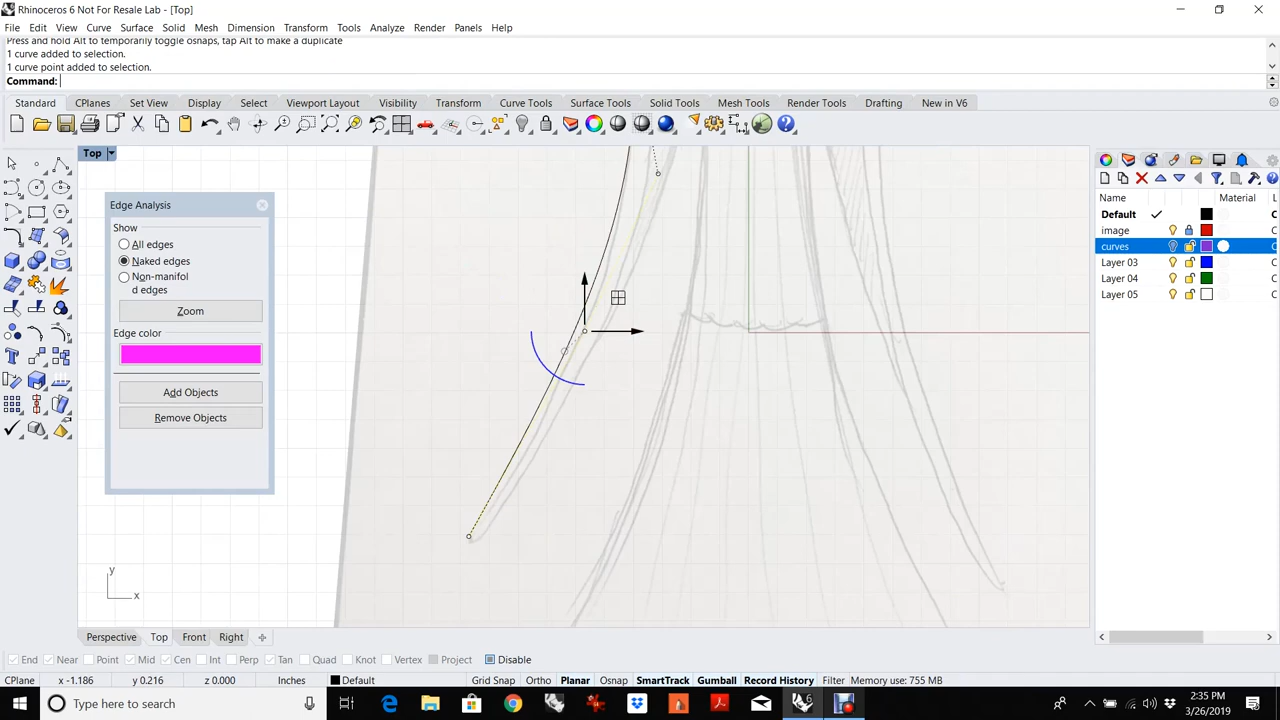 Rhinoceros 6 Not For Resale Lab - [Top]
File Edit View Curve Surface Solid Mesh Dimension Transform Tools Analyze Render Panels Help
Press and hold Alt to temporarily toggle osnaps, tap Alt to make a duplicate
1 curve added to selection.
1 curve point added to selection.
Command:
Standard CPlanes Set View Display Select Viewport Layout Visibility Transform Curve Tools Surface Tools Solid Tools Mesh Tools Render Tools Drafting New in V6
Top
Edge Analysis
Show
All edges
Naked edges
Non-manifol
d edges
Zoom
Edge color
Add Objects
Remove Objects
Name Material L
Default C
image C
curves C
Layer 03 C
Layer 04 C
Layer 05 C
y
x
Perspective Top Front Right
End Near Point Mid Cen Int Perp Tan Quad Knot Vertex Project Disable
CPlane x -1.186 y 0.216 z 0.000 Inches Default Grid Snap Ortho Planar Osnap SmartTrack Gumball Record History Filter Memory use: 755 MB
Type here to search
2:35 PM
3/26/2019